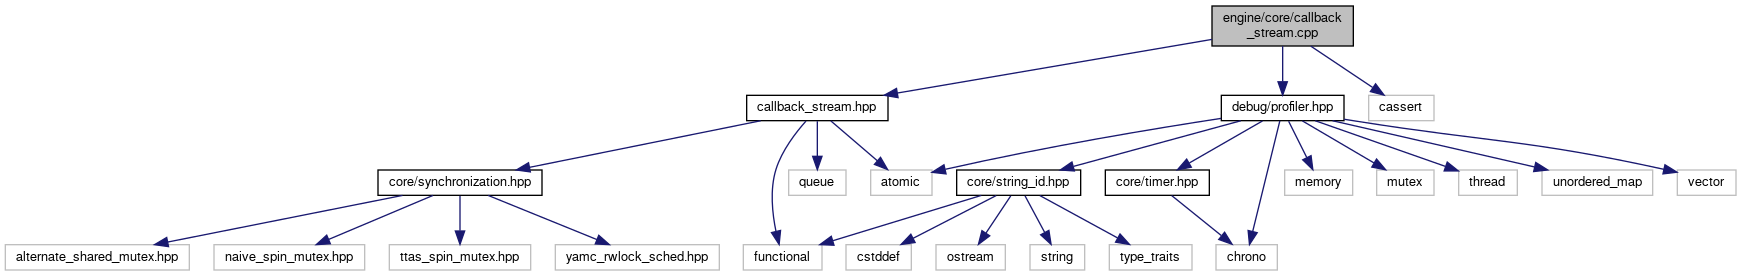 engine/core/callback
_stream.cpp
callback_stream.hpp
debug/profiler.hpp
cassert
core/synchronization.hpp
queue
atomic
core/string_id.hpp
core/timer.hpp
memory
mutex
thread
unordered_map
vector
alternate_shared_mutex.hpp
naive_spin_mutex.hpp
ttas_spin_mutex.hpp
yamc_rwlock_sched.hpp
functional
cstddef
ostream
string
type_traits
chrono